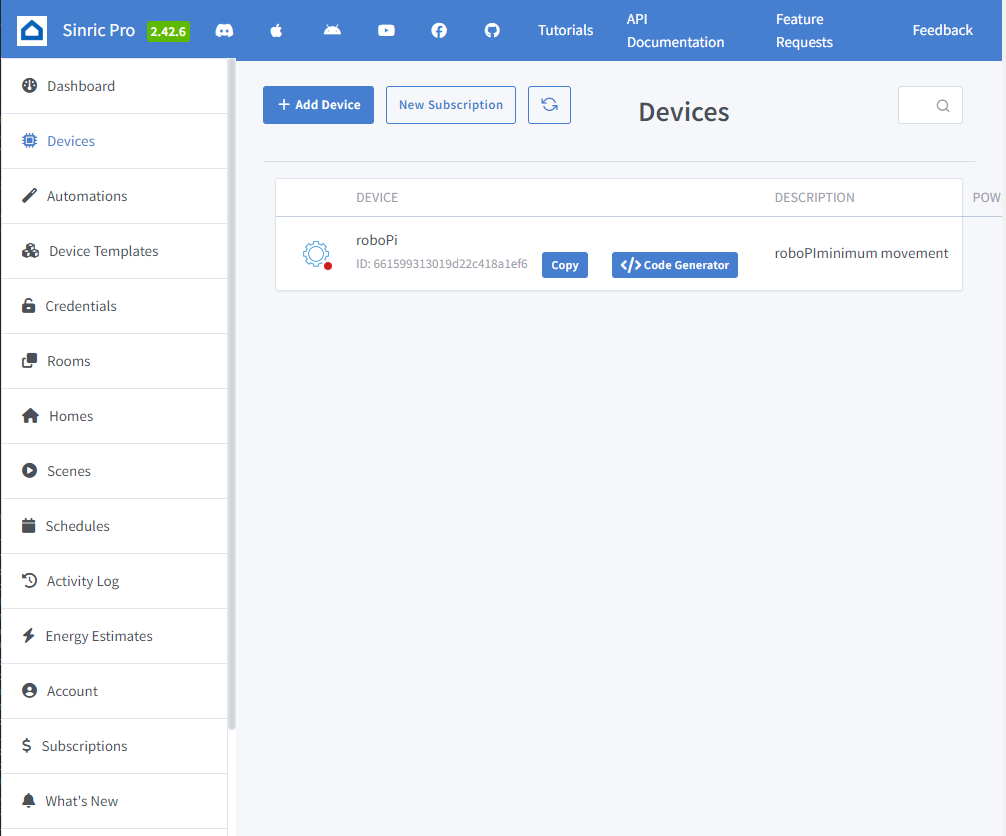 Sinric Pro 2.42.6 Tutorials API Documentation Feature Requests Feedback
Dashboard
Devices
Automations
Device Templates
Credentials
Rooms
Homes
Scenes
Schedules
Activity Log
Energy Estimates
Account
Subscriptions
What's New
+ Add Device New Subscription Devices
DEVICE DESCRIPTION POW
roboPi
ID: 661599313019d22c418a1ef6 Copy </> Code Generator roboPIminimum movement